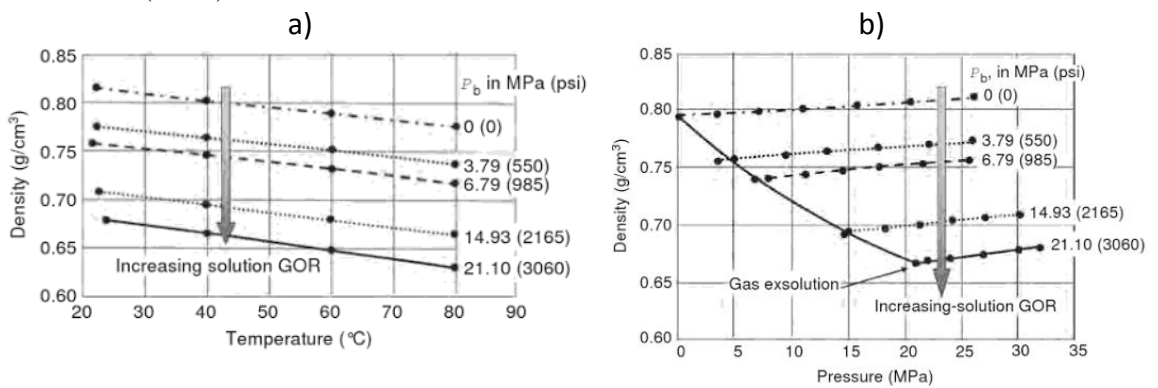 a)
0.85
0.80
0.75
0.70
0.65
0.60
Density (g/cm³)
P_b in MPa (psi)
0 (0)
3.79 (550)
6.79 (985)
14.93 (2165)
21.10 (3060)
Increasing solution GOR
20 30 40 50 60 70 80 90
Temperature (°C)
b)
0.85
0.80
0.75
0.70
0.65
0.60
Density (g/cm³)
P_b, in MPa (psi)
0 (0)
3.79 (550)
6.79 (985)
14.93 (2165)
21.10 (3060)
Gas exsolution
Increasing-solution GOR
0 5 10 15 20 25 30 35
Pressure (MPa)